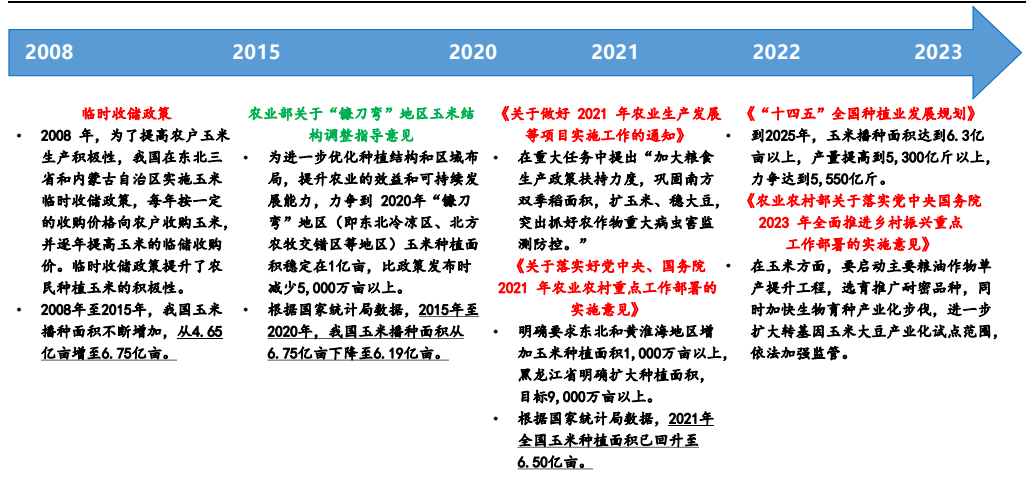 2008 2015 2020 2021 2022 2023
临时收储政策
• 2008 年，为了提高农户玉米
生产积极性，我国在东北三
省和内蒙古自治区实施玉米
临时收储政策，每年按一定
的收购价格向农户收购玉米，
并逐年提高玉米的临储收购
价。临时收储政策提升了农
民种植玉米的积极性。
• 2008年至2015年，我国玉米
播种面积不断增加，从4.65
亿亩增至6.75亿亩。
农业部关于“镰刀弯”地区玉米结
构调整指导意见
• 为进一步优化种植结构和区域布
局，提升农业的效益和可持续发
展能力，力争到 2020年“镰刀
弯”地区（即东北冷凉区、北方
农牧交错区等地区）玉米种植面
积稳定在1亿亩，比政策发布时
减少5,000万亩以上。
• 根据国家统计局数据，2015年至
2020年，我国玉米播种面积从
6.75亿亩下降至6.19亿亩。
《关于做好 2021 年农业生产发展
等项目实施工作的通知》
• 在重大任务中提出“加大粮食
生产政策扶持力度，巩固南方
双季稻面积，扩玉米、稳大豆，
突出抓好农作物重大病虫害监
测防控。”
《关于落实好党中央、国务院
2021 年农业农村重点工作部署的
实施意见》
• 明确要求东北和黄淮海地区增
加玉米种植面积1,000万亩以上，
黑龙江省明确扩大种植面积，
目标9,000万亩以上。
• 根据国家统计局数据，2021年
全国玉米种植面积已回升至
6.50亿亩。
《“十四五”全国种植业发展规划》
• 到2025年，玉米播种面积达到6.3亿
亩以上，产量提高到5,300亿斤以上，
力争达到5,550亿斤。
《农业农村部关于落实党中央国务院
2023 年全面推进乡村振兴重点
工作部署的实施意见》
• 在玉米方面，要启动主要粮油作物单
产提升工程，选育推广耐密品种，同
时加快生物育种产业化步伐，进一步
扩大转基因玉米大豆产业化试点范围，
依法加强监管。